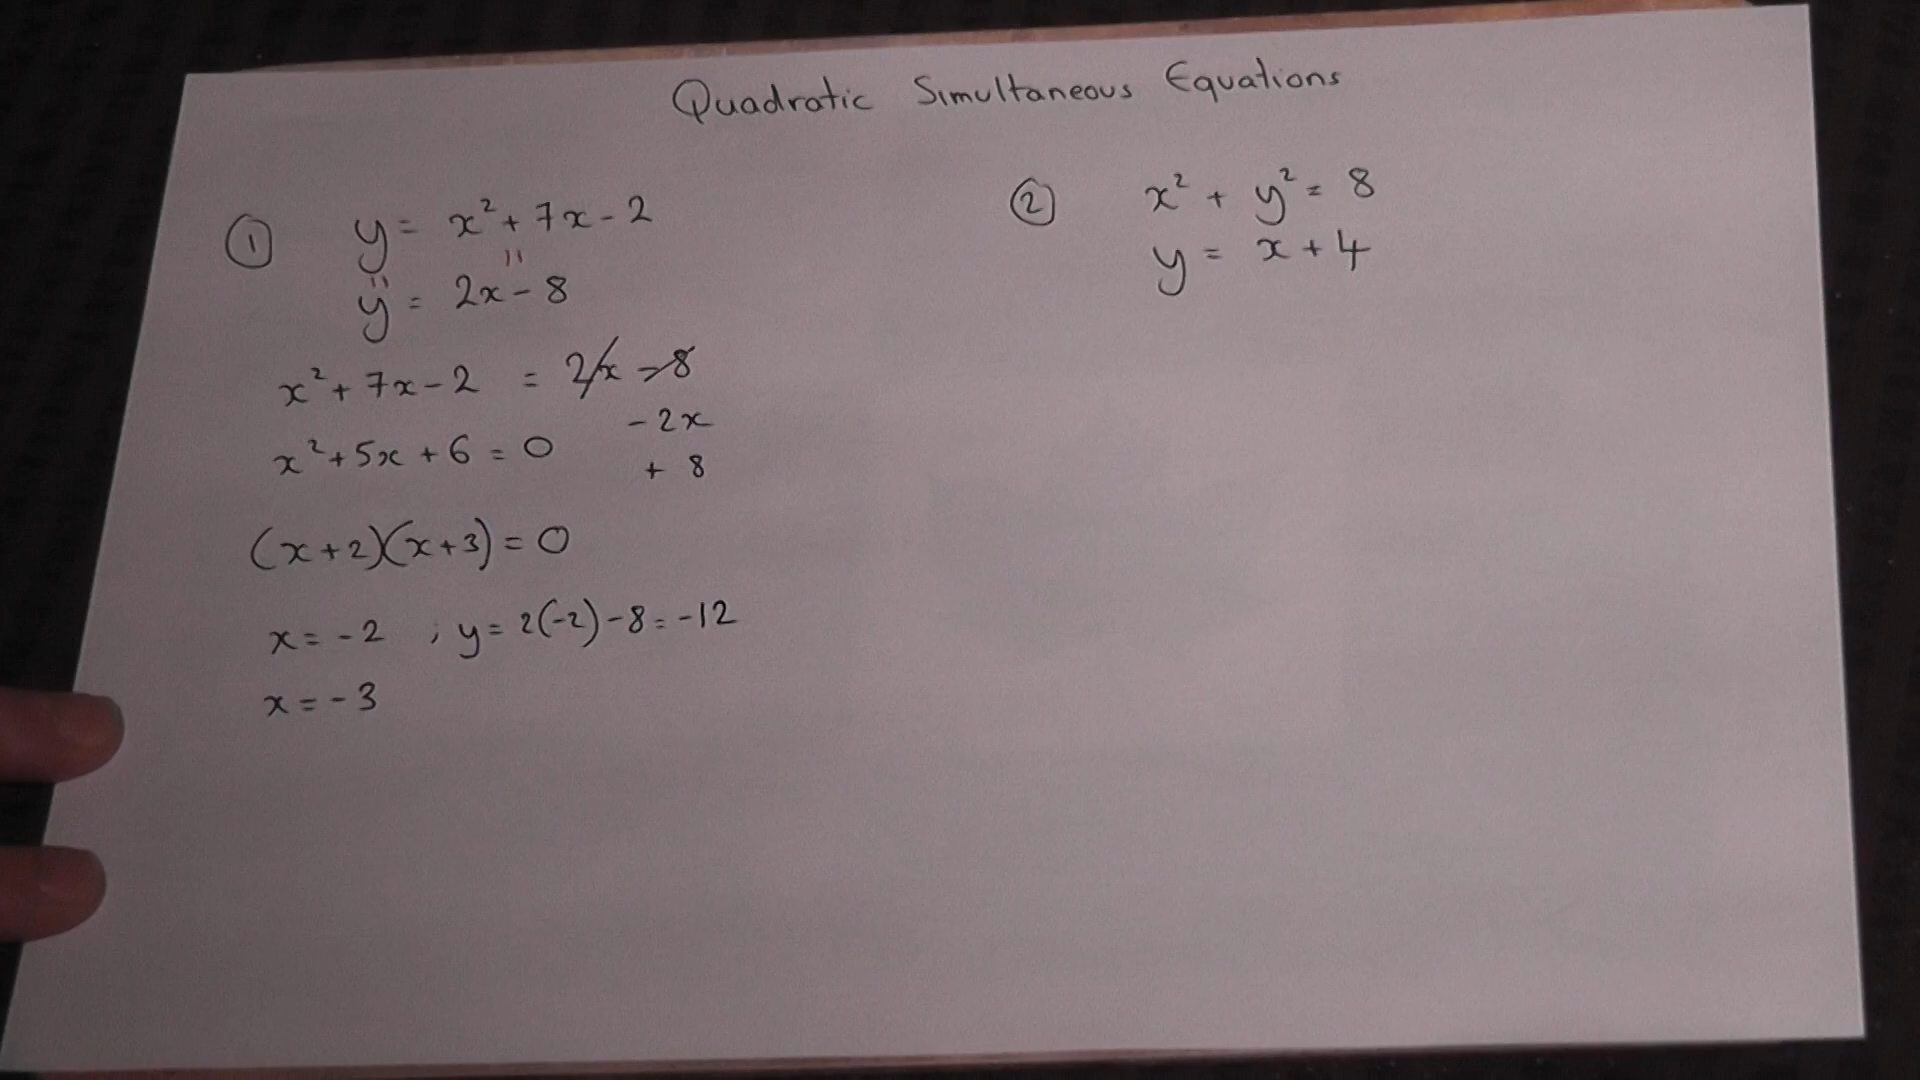 Quadratic Simultaneous Equations
① y = x² + 7x - 2
" "
y = 2x - 8
x² + 7x - 2 = 2x - 8
- 2x
x² + 5x + 6 = 0
+ 8
(x+2)(x+3) = 0
x = -2 ; y = 2(-2) - 8 = -12
x = -3
② x² + y² = 8
y = x + 4